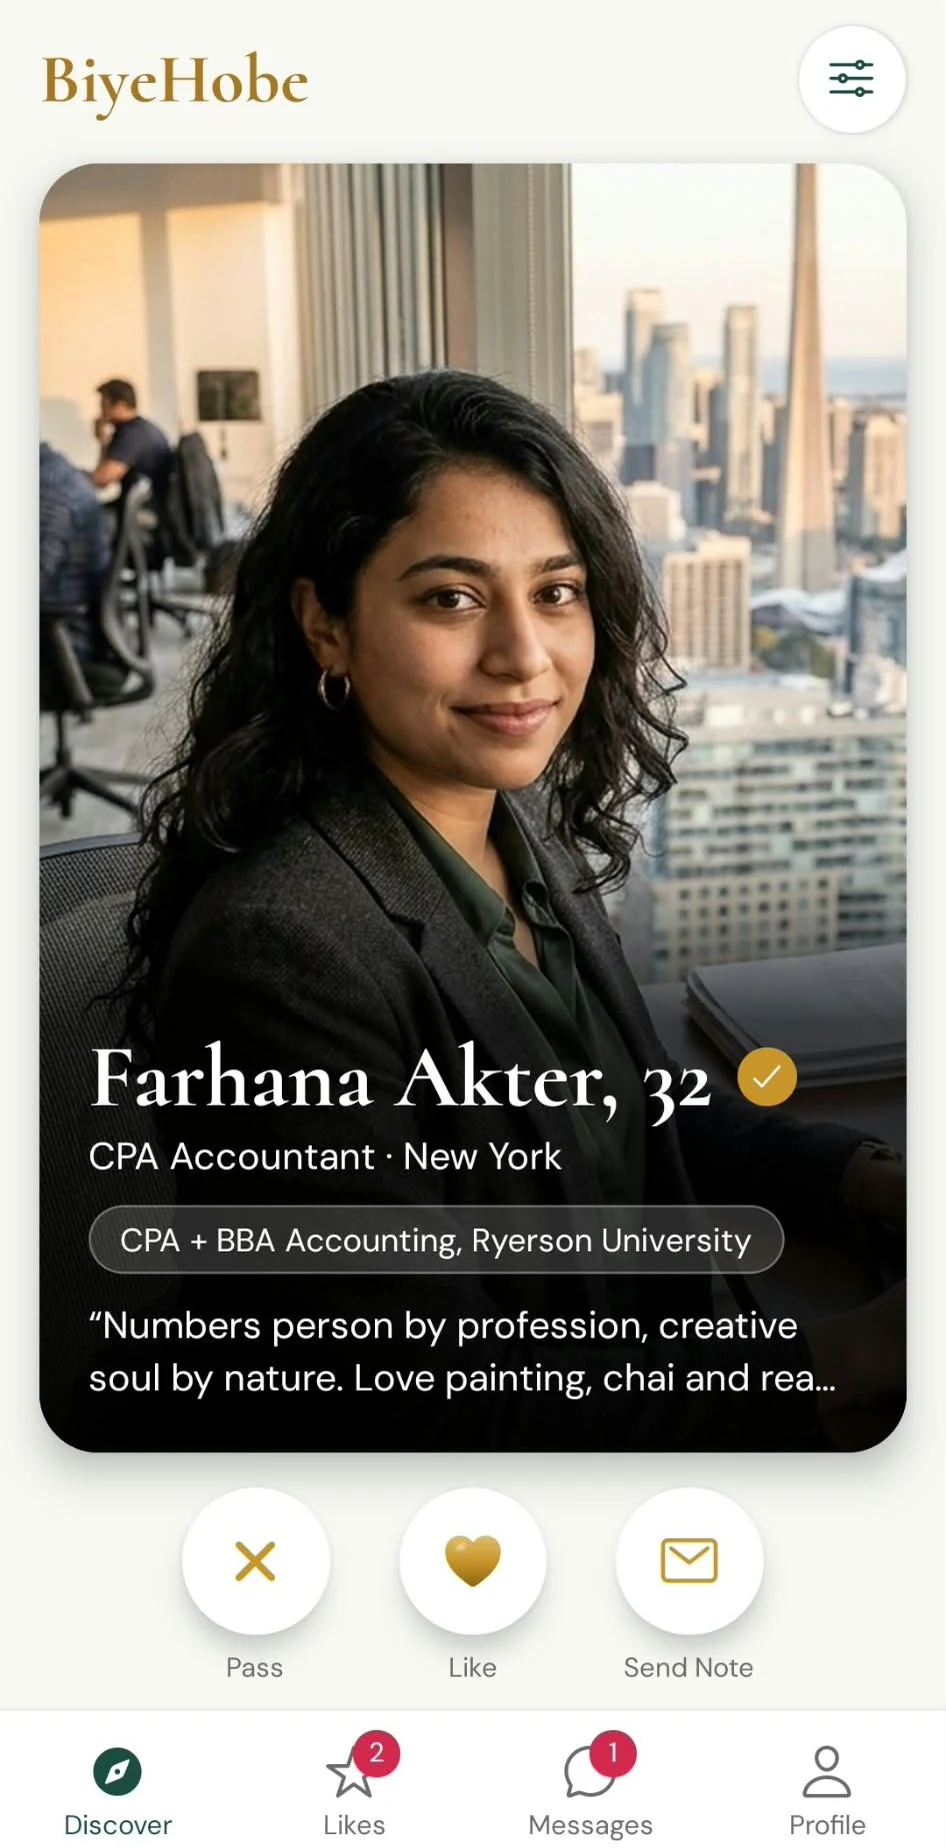 BiyeHobe
Farhana Akter, 32
CPA Accountant · New York
CPA + BBA Accounting, Ryerson University
“Numbers person by profession, creative
soul by nature. Love painting, chai and rea...
Pass
Like
Send Note
2
1
Discover
Likes
Messages
Profile